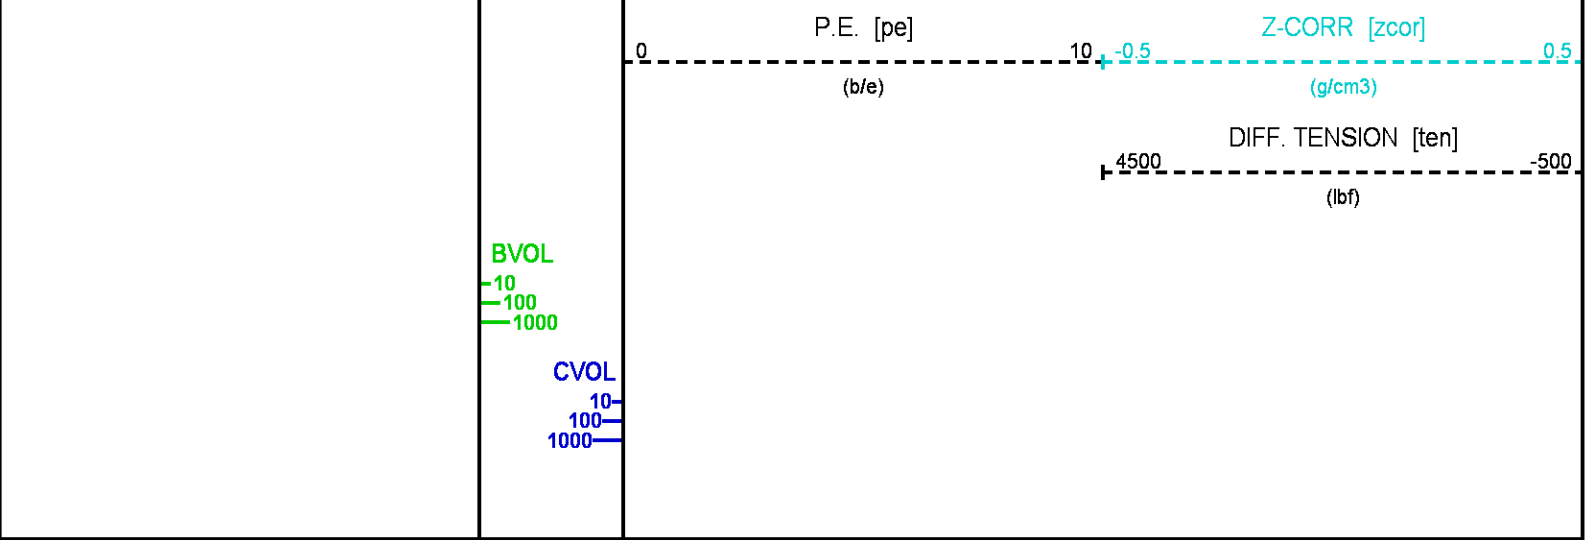 P.E. [pe] Z-CORR [zcor]
0 10 -0.5 0.5
(b/e) (g/cm3)
DIFF. TENSION [ten]
4500 -500
(lbf)
BVOL
10
100
1000
CVOL
10
100
1000